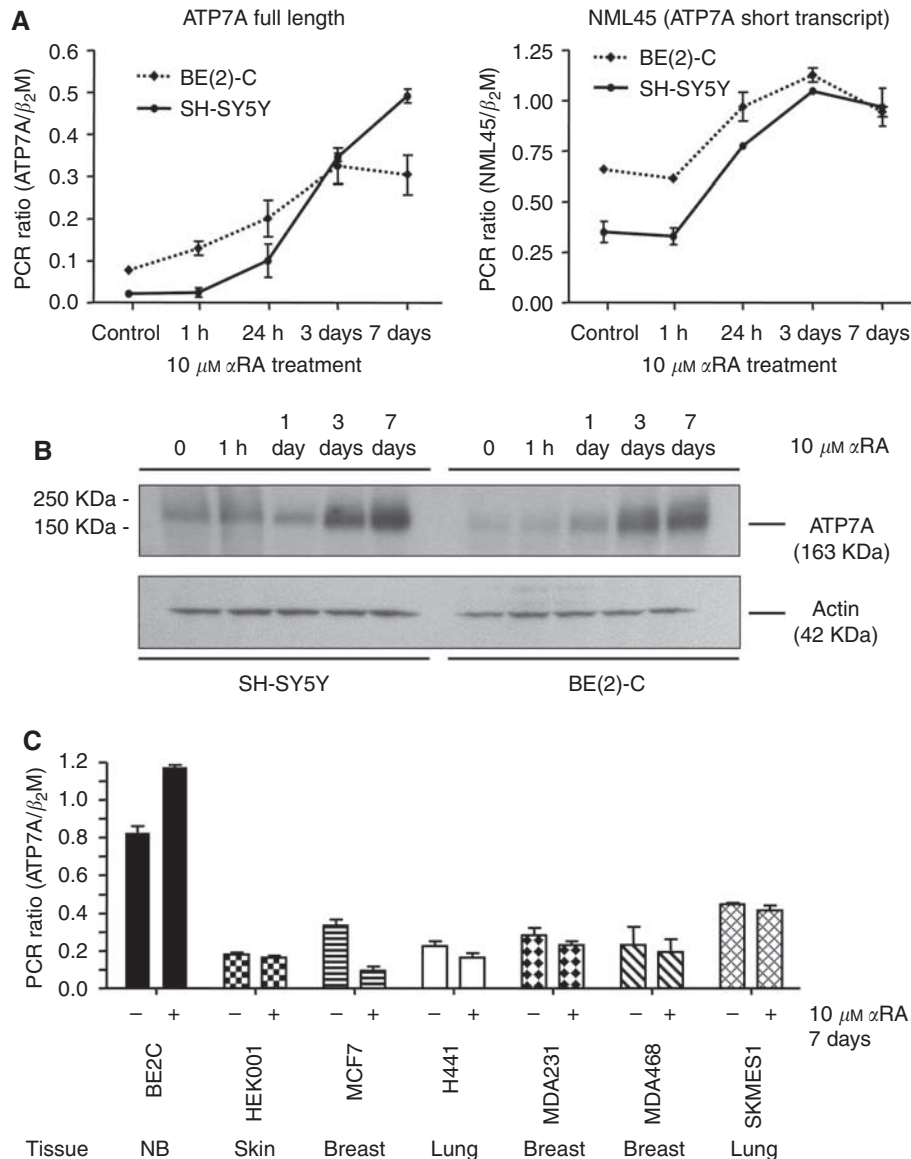 A
ATP7A full length
PCR ratio (ATP7A/β2M)
0.6
0.5
0.4
0.3
0.2
0.1
0.0
BE(2)-C
SH-SY5Y
Control 1 h 24 h 3 days 7 days
10 μM αRA treatment
NML45 (ATP7A short transcript)
PCR ratio (NML45/β2M)
1.25
1.00
0.75
0.50
0.25
0.00
BE(2)-C
SH-SY5Y
Control 1 h 24 h 3 days 7 days
10 μM αRA treatment
B
0 1 h 1 day 3 days 7 days 0 1 h 1 day 3 days 7 days 10 μM αRA
250 KDa -
150 KDa -
ATP7A
(163 KDa)
Actin
(42 KDa)
SH-SY5Y BE(2)-C
C
PCR ratio (ATP7A/β2M)
1.2
1.0
0.8
0.6
0.4
0.2
0.0
− + − + − + − + − + − + − + 10 μM αRA
7 days
BE2C HEK001 MCF7 H441 MDA231 MDA468 SKMES1
Tissue NB Skin Breast Lung Breast Breast Lung